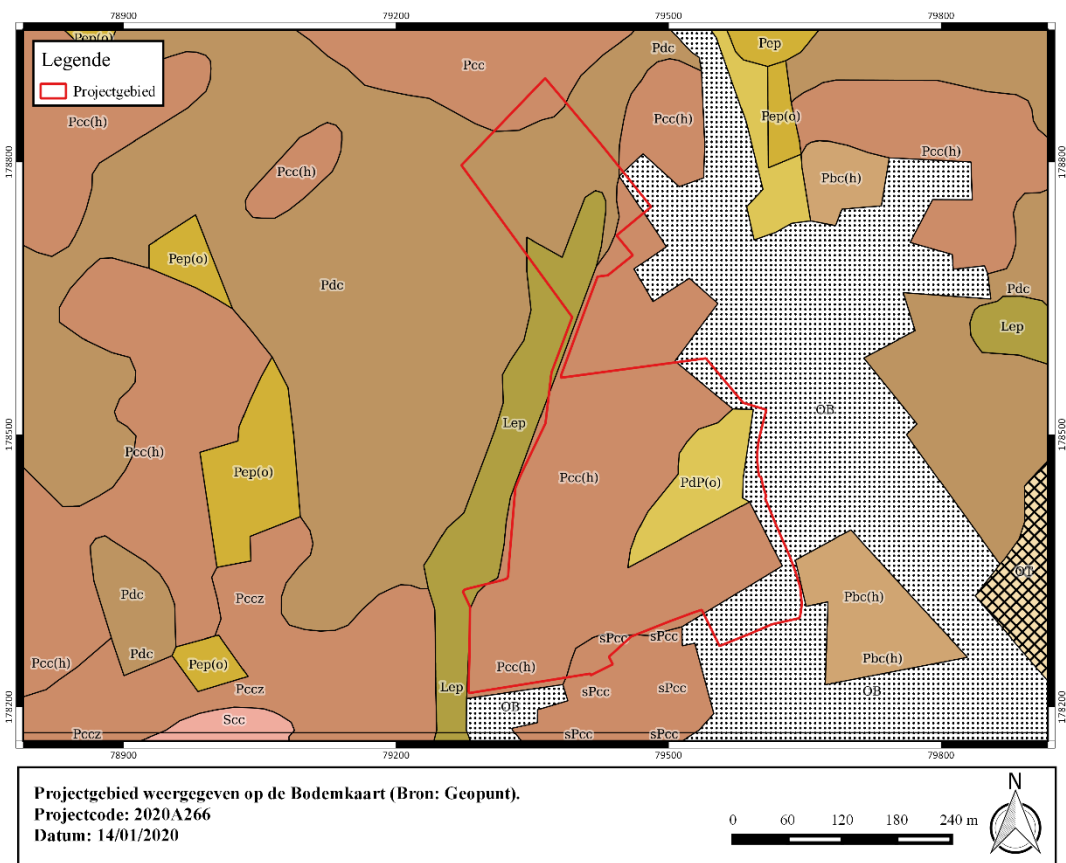 78900 79200 79500 79800
Legende
Projectgebied
Pep(o)
Pcc
Pdc
Pep
Pcc(h)
Pcc(h)
Pep(o)
Pcc(h)
Pcc(h)
Pbc(h)
178800 178800
Pep(o)
Pdc
Pdc
Lep
OB
Lep
178500 178500
Pcc(h)
Pep(o)
Pcc(h)
PdP(o)
OT
Pdc
Pccz
Pbc(h)
sPcc
sPcc
Pdc
Pcc(h)
Pep(o)
Pcc(h)
Pbc(h)
Pccz
Lep
sPcc
sPcc
OB
OB
178200 178200
Scc
Pccz
sPcc
sPcc
78900 79200 79500 79800
Projectgebied weergegeven op de Bodemkaart (Bron: Geopunt).
Projectcode: 2020A266
Datum: 14/01/2020
N
0 60 120 180 240 m